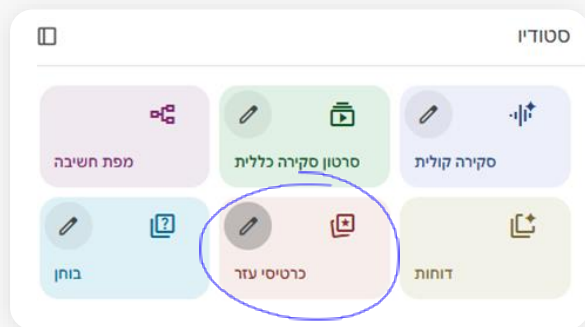 סטודיו
סקירה קולית
סרטון סקירה כללית
מפת חשיבה
דוחות
כרטיסי עזר
בוחן